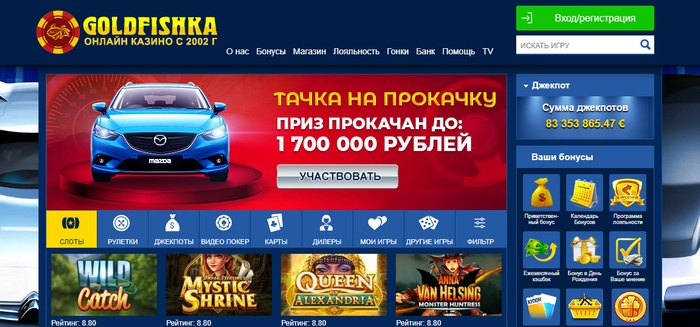 GOLDFISHKA
ОНЛАЙН КАЗИНО С 2002 Г
Вход/регистрация
О нас Бонусы Магазин Лояльность Гонки Банк Помощь TV
ИСКАТЬ ИГРУ
ТАЧКА НА ПРОКАЧКУ
ПРИЗ ПРОКАЧАН ДО:
1 700 000 РУБЛЕЙ
УЧАСТВОВАТЬ
mazda
Джекпот
Сумма джекпотов
83 353 865.47 €
Ваши бонусы
Приветствен-
ный бонус
Календарь
Бонусов
Программа
лояльности
Ежемесячный
кэшбек
Бонус в День
Рождения
Бонус за
Ваше мнение
КУПОН
СЛОТЫ РУЛЕТКИ ДЖЕКПОТЫ ВИДЕО ПОКЕР КАРТЫ ДИЛЕРЫ МОИ ИГРЫ ДРУГИЕ ИГРЫ ФИЛЬТР
WILD
Catch
MYSTIC
SHRINE
QUEEN
OF
ALEXANDRIA
ANNA
VAN HELSING
MONSTER HUNTRESS
Рейтинг: 8.80
Рейтинг: 8.80
Рейтинг: 8.80
Рейтинг: 8.80